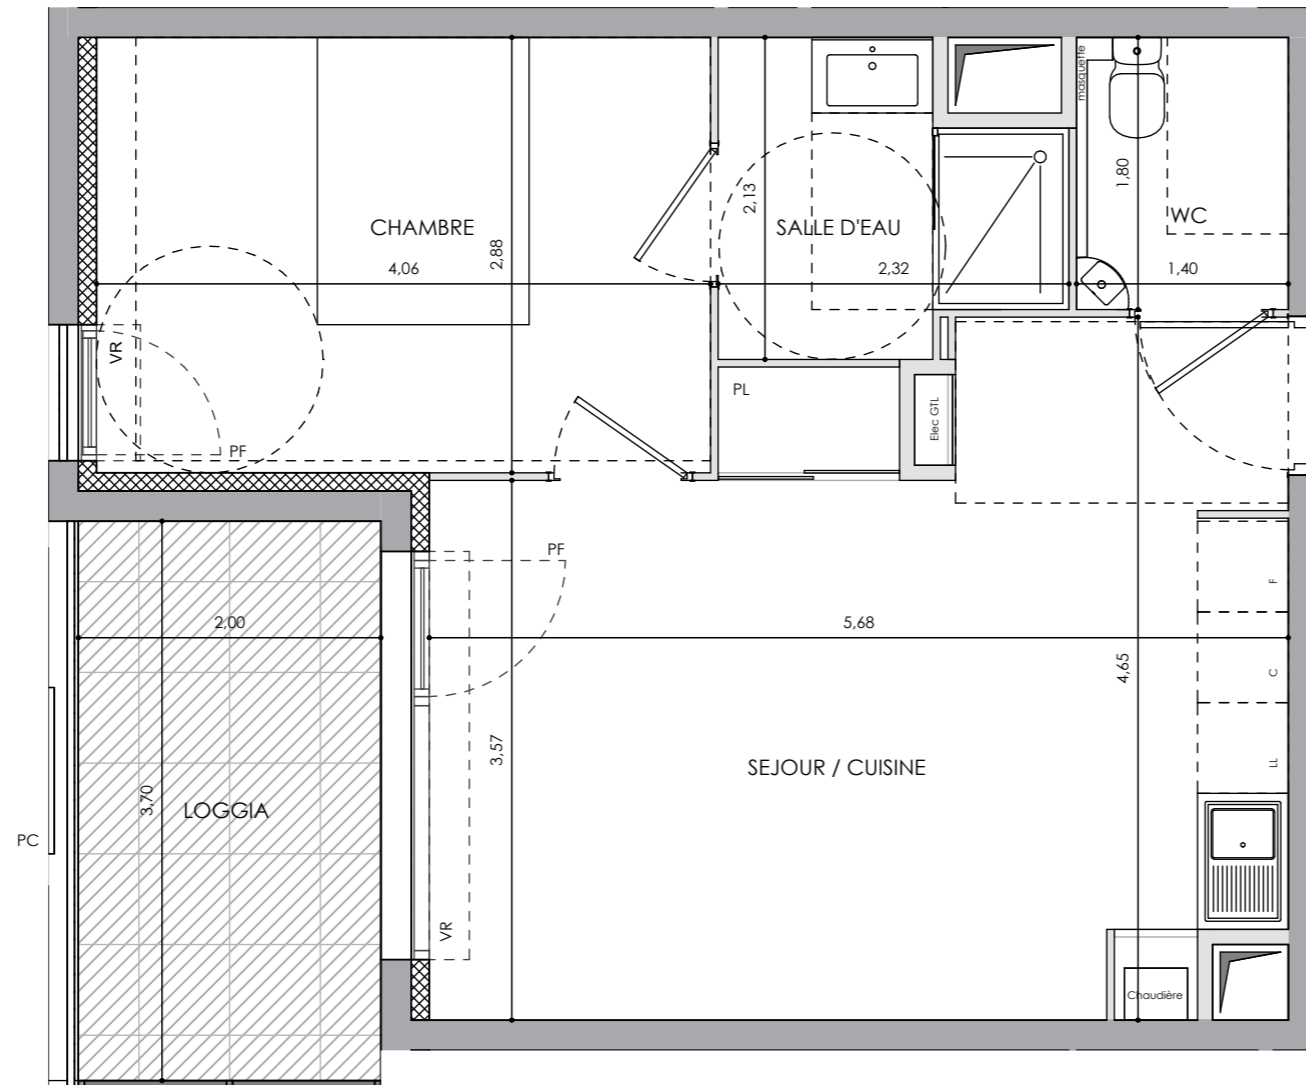 masquette
1,80
2,13
WC
CHAMBRE
SALLE D'EAU
2,88
4,06
2,32
1,40
VR
PL
Elec GTL
PF
PF
F
2,00
5,68
4,65
C
3,57
LL
SEJOUR / CUISINE
3,70
LOGGIA
PC
VR
Chaudière